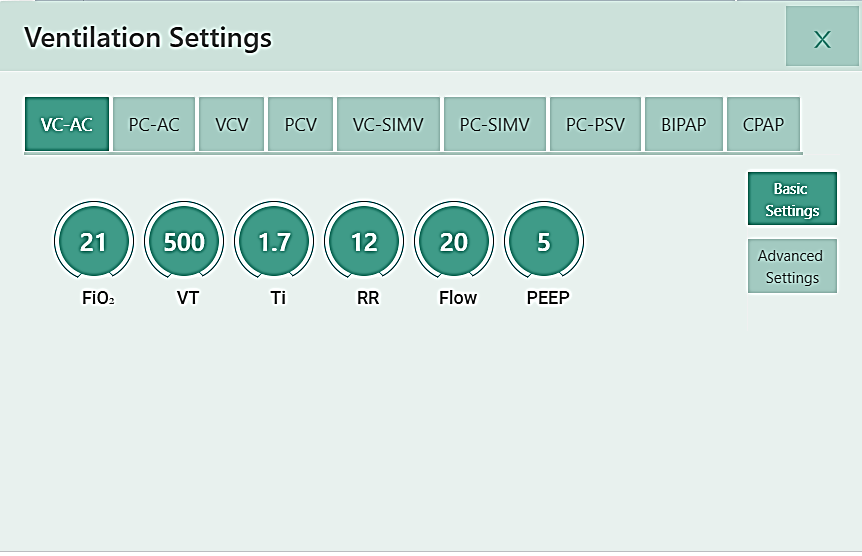 Ventilation Settings
X
VC-AC PC-AC VCV PCV VC-SIMV PC-SIMV PC-PSV BIPAP CPAP
Basic
Settings
21 500 1.7 12 20 5
Advanced
Settings
FiO₂ VT Ti RR Flow PEEP